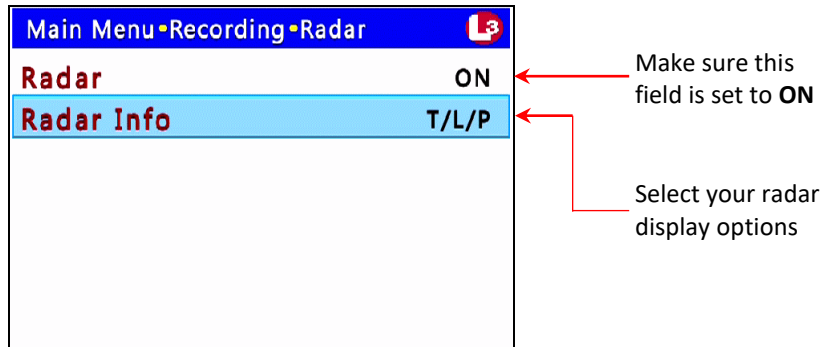 Main Menu•Recording•Radar L3
Radar ON
Radar Info T/L/P
Make sure this
field is set to ON
Select your radar
display options